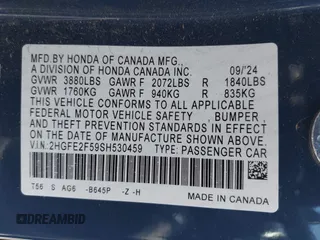 MFD.BY HONDA OF CANADA MFG.,
A DIVISION OF HONDA CANADA INC. 09/'24
GVWR 3880LBS GAWR F 2072LBS R 1840LBS
GVWR 1760KG GAWR F 940KG R 835KG
THIS VEHICLE CONFORMS TO ALL APPLICABLE
FEDERAL MOTOR VEHICLE SAFETY, BUMPER,
AND THEFT PREVENTION STANDARDS IN EFFECT
ON THE DATE OF MANUFACTURE SHOWN ABOVE.
V.I.N. 2HGFE2F59SH530459 TYPE: PASSENGER CAR
T56 S AG6 -B645P -Z -H
MADE IN CANADA
© DREAMBID